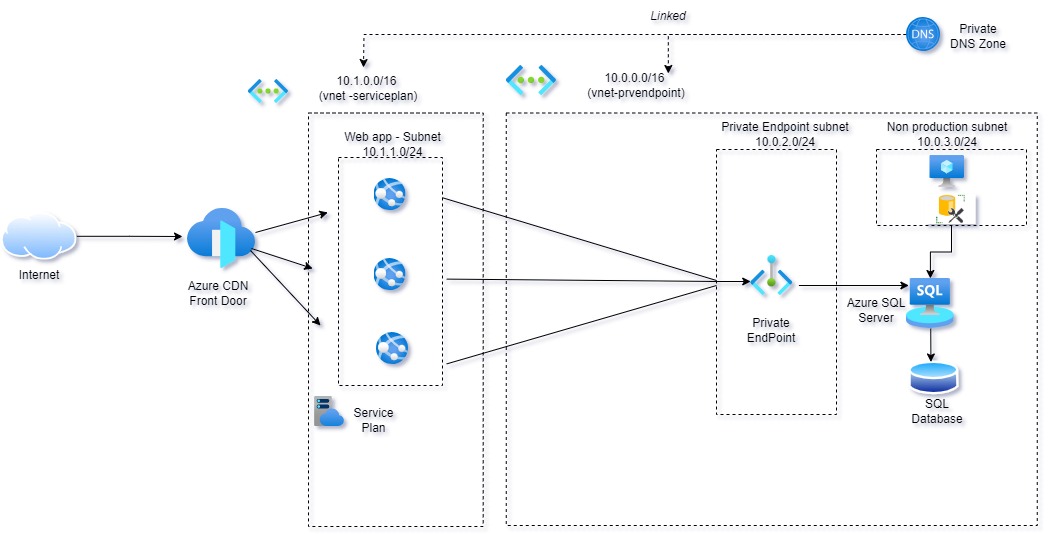 Linked
DNS
Private
DNS Zone
10.1.0.0/16
(vnet -serviceplan)
10.0.0.0/16
(vnet-prvendpoint)
Web app - Subnet
10.1.1.0/24
Private Endpoint subnet
10.0.2.0/24
Non production subnet
10.0.3.0/24
Internet
Azure CDN
Front Door
Private
EndPoint
Azure SQL
Server
SQL
SQL
Database
Service
Plan